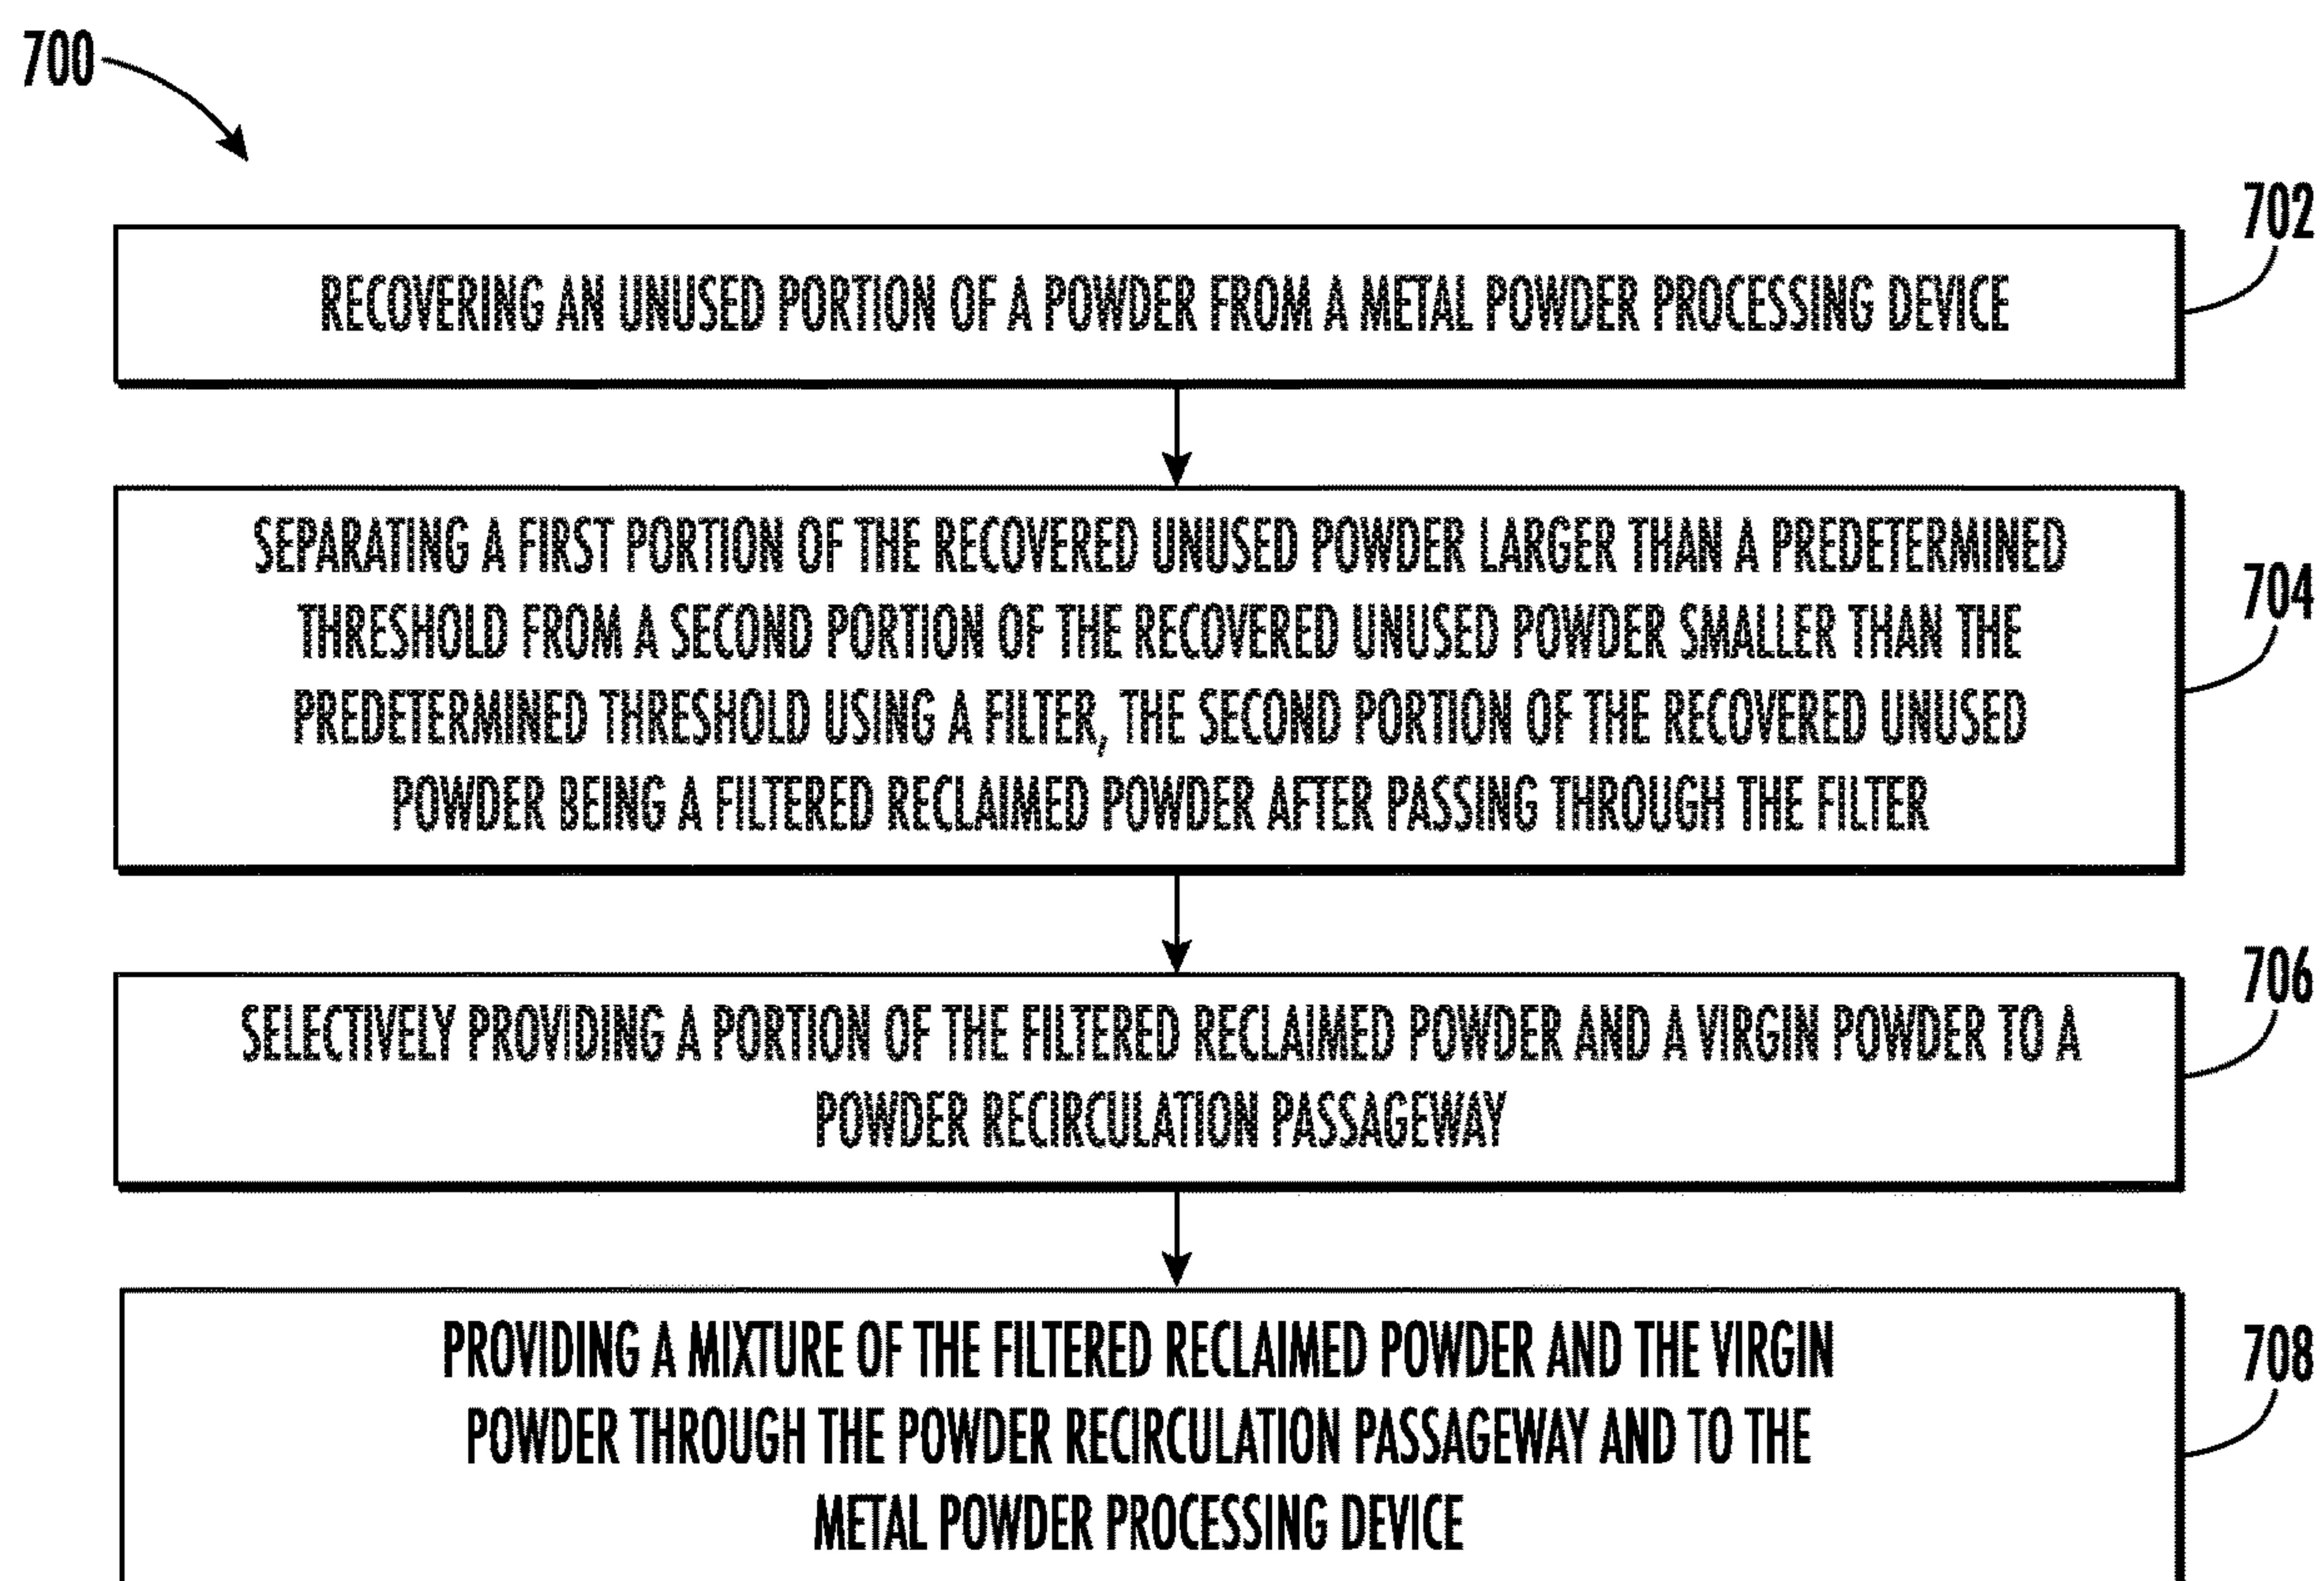 700
702
RECOVERING AN UNUSED PORTION OF A POWDER FROM A METAL POWDER PROCESSING DEVICE
SEPARATING A FIRST PORTION OF THE RECOVERED UNUSED POWDER LARGER THAN A PREDETERMINED
THRESHOLD FROM A SECOND PORTION OF THE RECOVERED UNUSED POWDER SMALLER THAN THE
PREDETERMINED THRESHOLD USING A FILTER, THE SECOND PORTION OF THE RECOVERED UNUSED
POWDER BEING A FILTERED RECLAIMED POWDER AFTER PASSING THROUGH THE FILTER
704
SELECTIVELY PROVIDING A PORTION OF THE FILTERED RECLAIMED POWDER AND A VIRGIN POWDER TO A
POWDER RECIRCULATION PASSAGEWAY
706
PROVIDING A MIXTURE OF THE FILTERED RECLAIMED POWDER AND THE VIRGIN
POWDER THROUGH THE POWDER RECIRCULATION PASSAGEWAY AND TO THE
METAL POWDER PROCESSING DEVICE
708